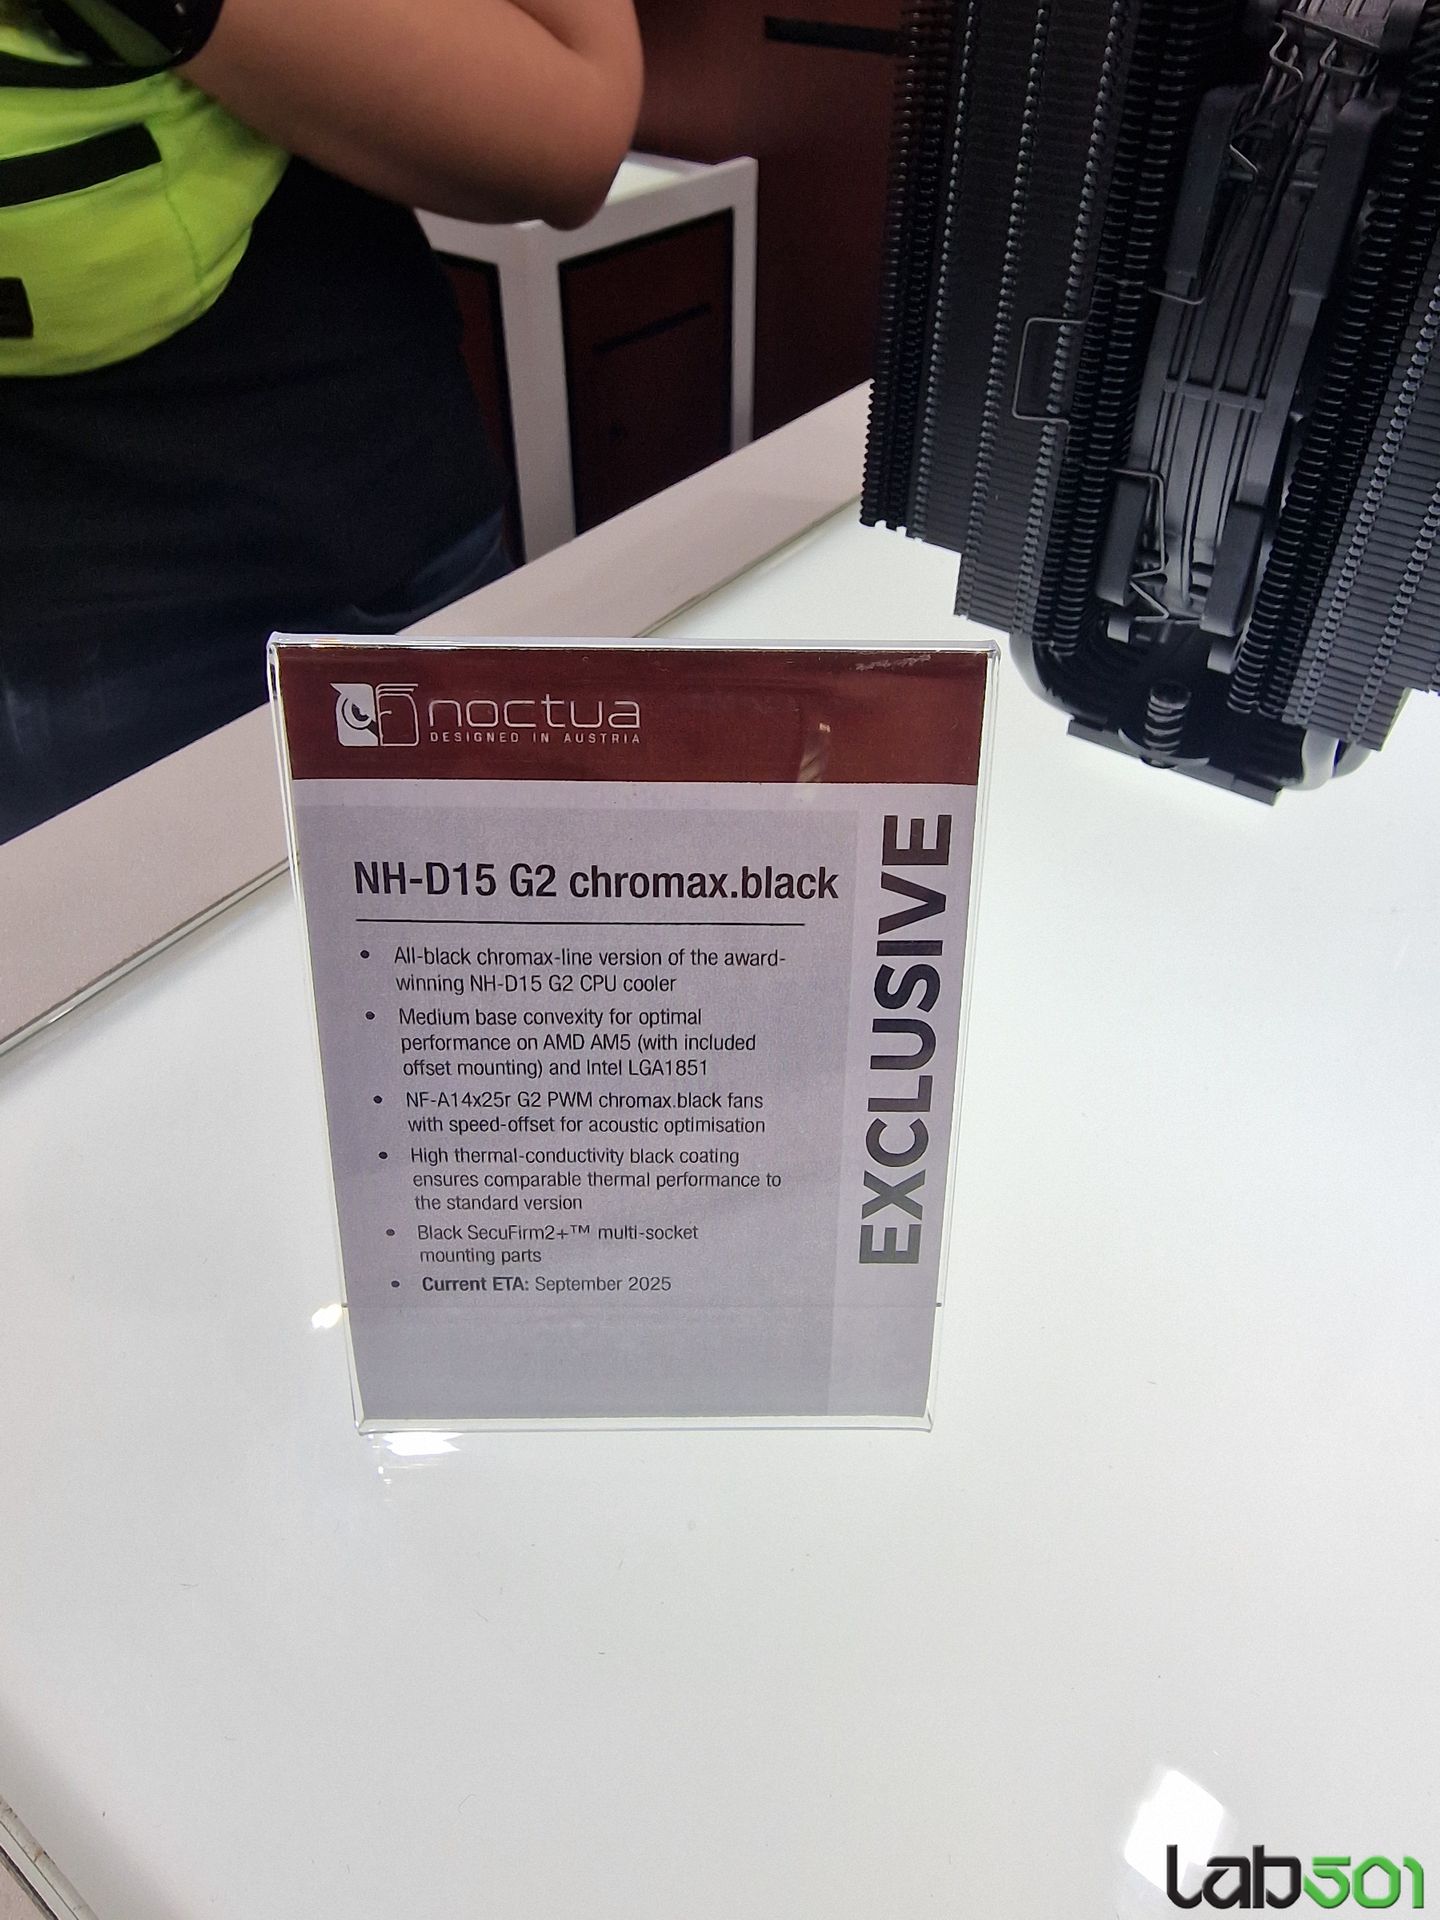 noctua
DESIGNED IN AUSTRIA
NH-D15 G2 chromax.black
• All-black chromax-line version of the award-
winning NH-D15 G2 CPU cooler
• Medium base convexity for optimal
performance on AMD AM5 (with included
offset mounting) and Intel LGA1851
• NF-A14x25r G2 PWM chromax.black fans
with speed-offset for acoustic optimisation
• High thermal-conductivity black coating
ensures comparable thermal performance to
the standard version
• Black SecuFirm2+™ multi-socket
mounting parts
• Current ETA: September 2025
EXCLUSIVE
Lab501